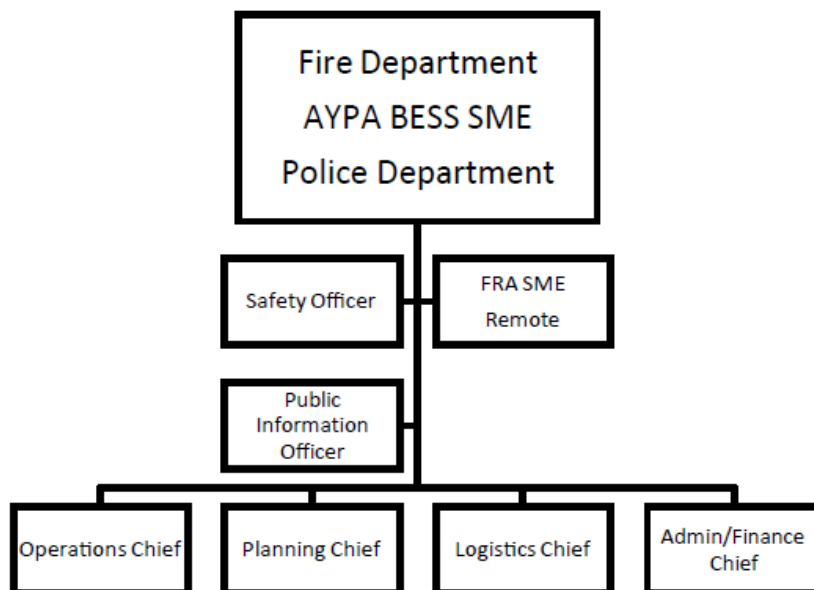 Fire Department
AYPA BESS SME
Police Department
Safety Officer
FRA SME
Remote
Public
Information
Officer
Operations Chief
Planning Chief
Logistics Chief
Admin/Finance
Chief